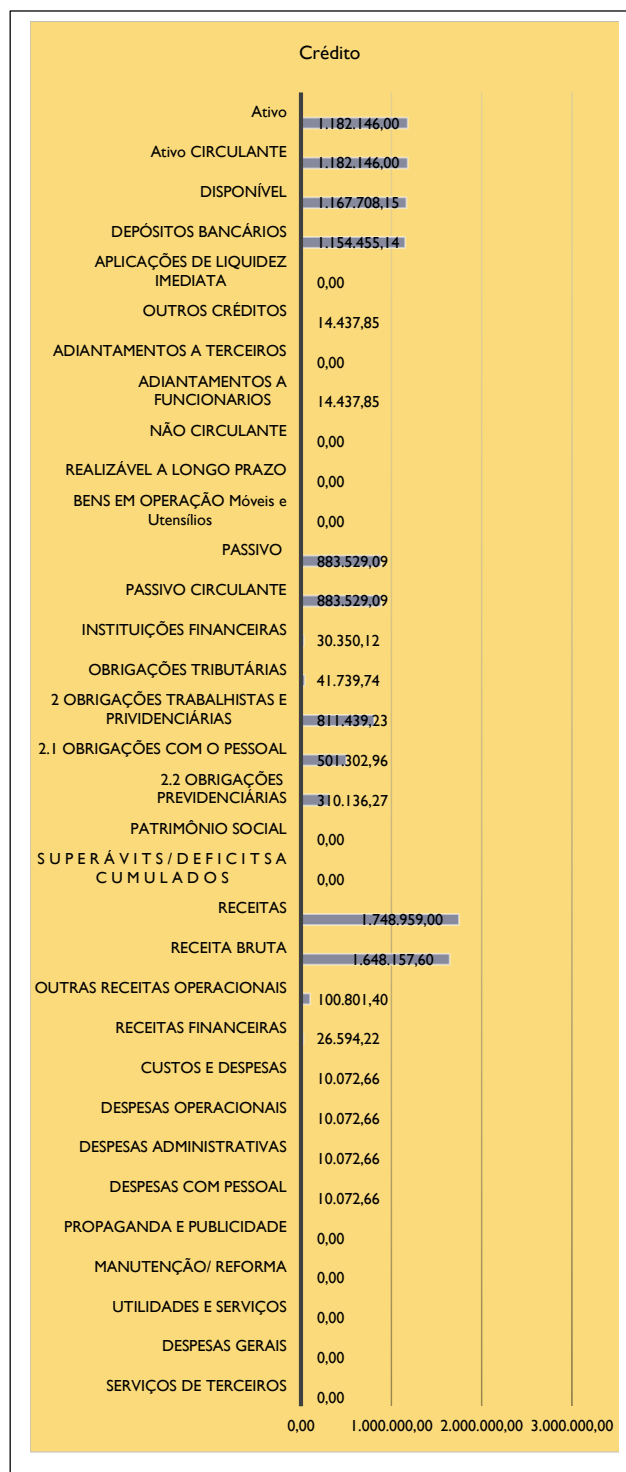 Crédito
Ativo
1.182.146,00
Ativo CIRCULANTE
1.182.146,00
DISPONÍVEL
1.167.708,15
DEPÓSITOS BANCÁRIOS
1.154.455,14
APLICAÇÕES DE LIQUIDEZ
IMEDIATA
0,00
OUTROS CRÉDITOS
14.437,85
ADIANTAMENTOS A TERCEIROS
0,00
ADIANTAMENTOS A
FUNCIONARIOS
14.437,85
NÃO CIRCULANTE
0,00
REALIZÁVEL A LONGO PRAZO
0,00
BENS EM OPERAÇÃO Móveis e
Utensílios
0,00
PASSIVO
883.529,09
PASSIVO CIRCULANTE
883.529,09
INSTITUIÇÕES FINANCEIRAS
30.350,12
OBRIGAÇÕES TRIBUTÁRIAS
41.739,74
2 OBRIGAÇÕES TRABALHISTAS E
PRIVIDENCIÁRIAS
811.439,23
2.1 OBRIGAÇÕES COM O PESSOAL
501.302,96
2.2 OBRIGAÇÕES
PREVIDENCIÁRIAS
310.136,27
PATRIMÔNIO SOCIAL
0,00
S U P E R Á V I T S / D E F I C I T S A
C U M U L A D O S
0,00
RECEITAS
1.748.959,00
RECEITA BRUTA
1.648.157,60
OUTRAS RECEITAS OPERACIONAIS
100.801,40
RECEITAS FINANCEIRAS
26.594,22
CUSTOS E DESPESAS
10.072,66
DESPESAS OPERACIONAIS
10.072,66
DESPESAS ADMINISTRATIVAS
10.072,66
DESPESAS COM PESSOAL
10.072,66
PROPAGANDA E PUBLICIDADE
0,00
MANUTENÇÃO/ REFORMA
0,00
UTILIDADES E SERVIÇOS
0,00
DESPESAS GERAIS
0,00
SERVIÇOS DE TERCEIROS
0,00
0,00 1.000.000,00 2.000.000,00 3.000.000,00